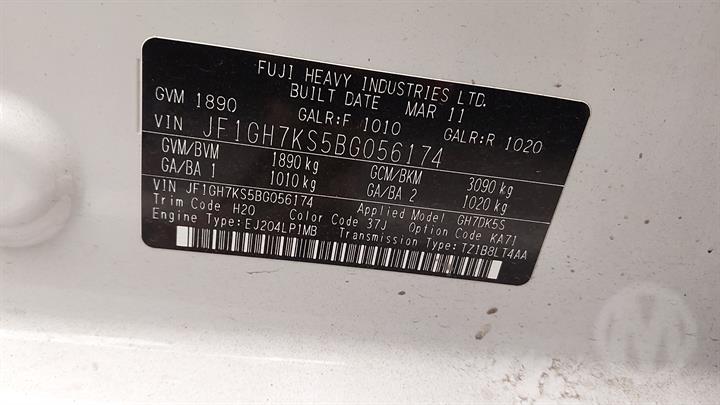 FUJI HEAVY INDUSTRIES LTD.
BUILT DATE MAR 11
GVM 1890 GALR:F 1010 GALR:R 1020
VIN JF1GH7KS5BG056174
GVM/BVM 1890 kg GCM/BKM 3090 kg
GA/BA 1 1010 kg GA/BA 2 1020 kg
VIN JF1GH7KS5BG056174 Applied Model GH7DK5S
Trim Code H20 Color Code 37J Option Code KA71
Engine Type: EJ204LP1MB Transmission Type: TZ1B8LT4AA
M